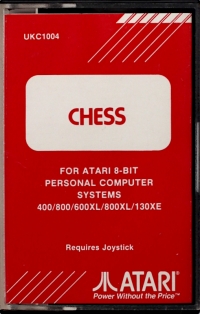 UKC1004
CHESS
FOR ATARI 8-BIT
PERSONAL COMPUTER
SYSTEMS
400/800/600XL/800XL/130XE
Requires Joystick
ATARI
Power Without the Price™